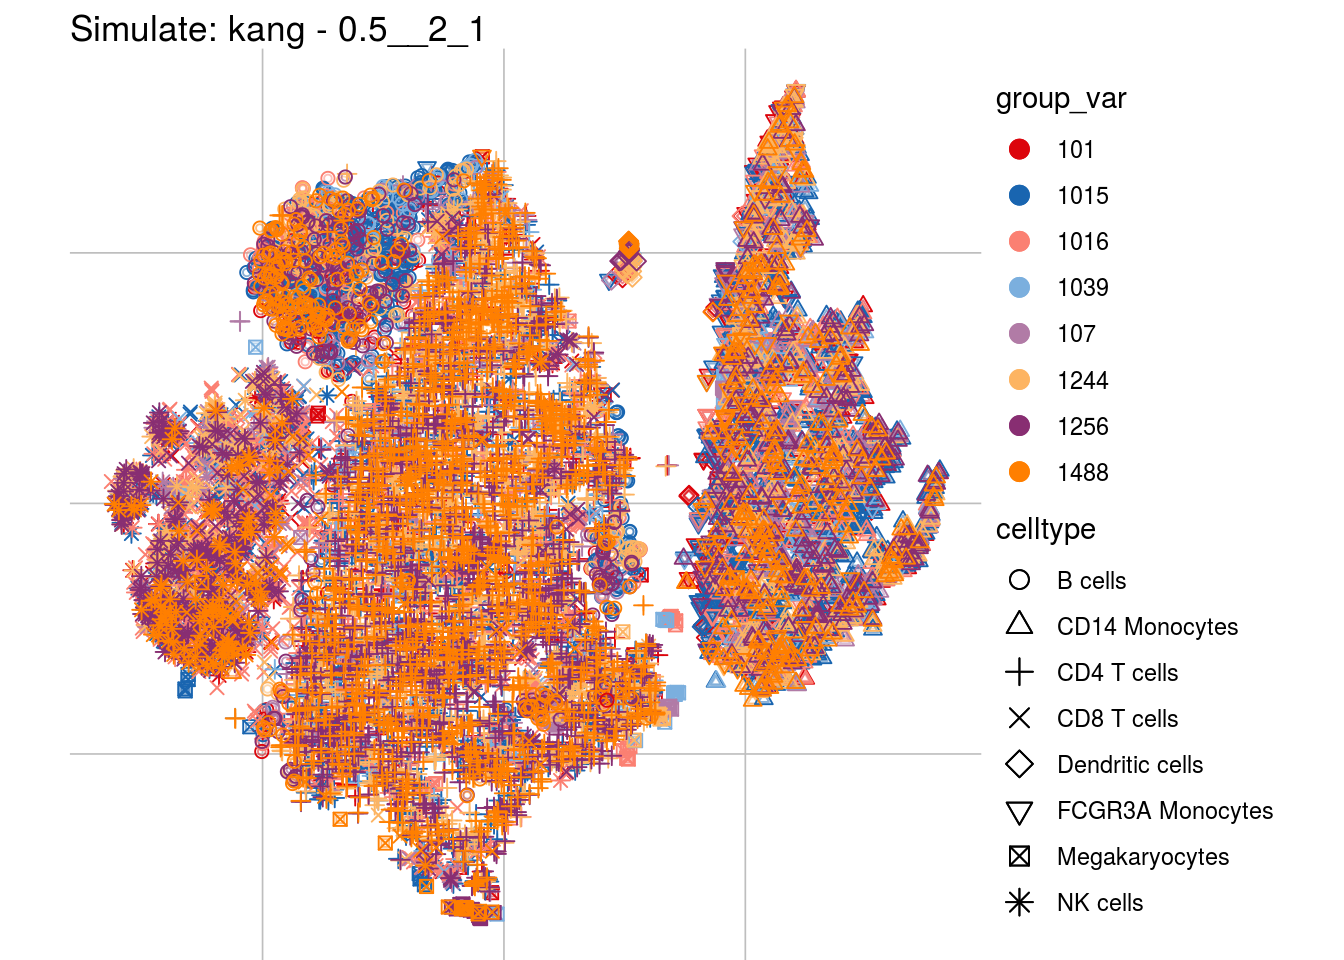 Simulate: kang - 0.5__2_1
group_var
101
1015
1016
1039
107
1244
1256
1488
celltype
B cells
CD14 Monocytes
CD4 T cells
CD8 T cells
Dendritic cells
FCGR3A Monocytes
Megakaryocytes
NK cells